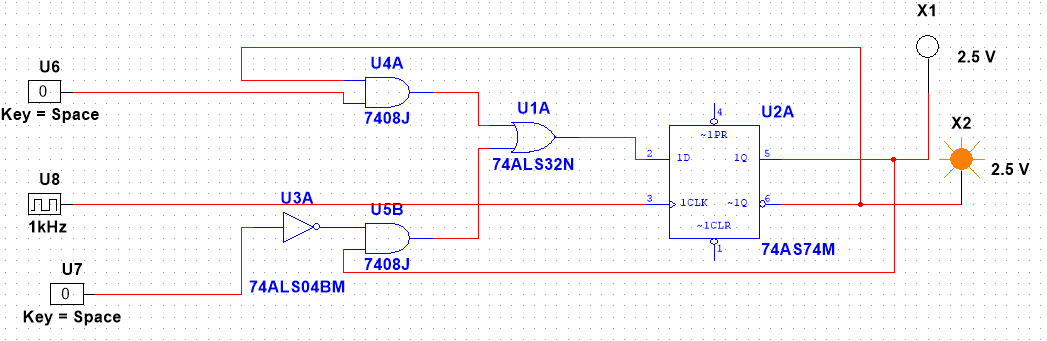 X1
2.5 V
U6
0
Key = Space
U4A
7408J
U1A
74ALS32N
U2A
4
~1PR
2
1D
1Q
5
X2
2.5 V
U8
1kHz
3
1CLK
~1Q
6
~1CLR
1
74AS74M
U3A
74ALS04BM
U5B
7408J
U7
0
Key = Space